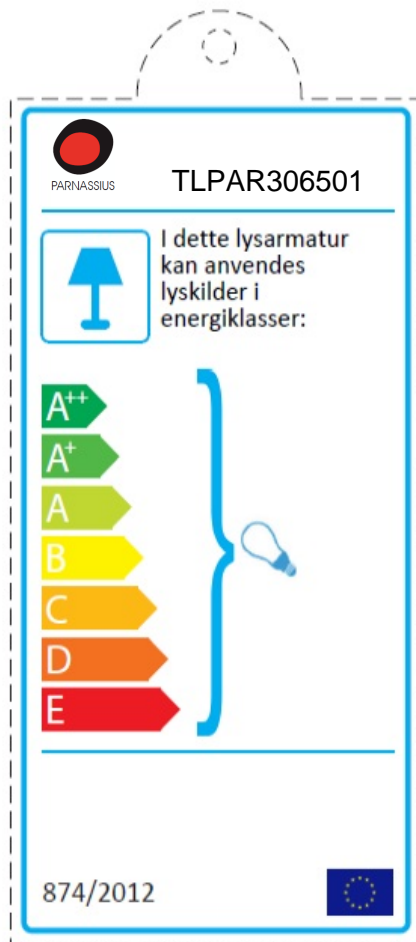 PARNASSIUS
TLPAR306501
I dette lysarmatur
kan anvendes
lyskilder i
energiklasser:
A++
A+
A
B
C
D
E
874/2012